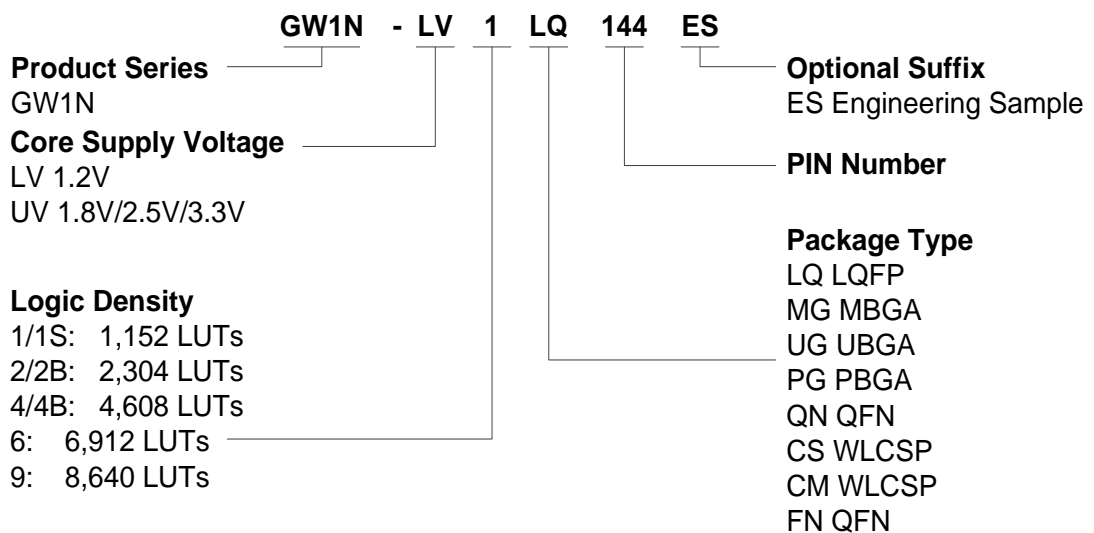 GW1N - LV 1 LQ 144 ES
Product Series
GW1N
Core Supply Voltage
LV 1.2V
UV 1.8V/2.5V/3.3V
Logic Density
1/1S: 1,152 LUTs
2/2B: 2,304 LUTs
4/4B: 4,608 LUTs
6: 6,912 LUTs
9: 8,640 LUTs
Optional Suffix
ES Engineering Sample
PIN Number
Package Type
LQ LQFP
MG MBGA
UG UBGA
PG PBGA
QN QFN
CS WLCSP
CM WLCSP
FN QFN